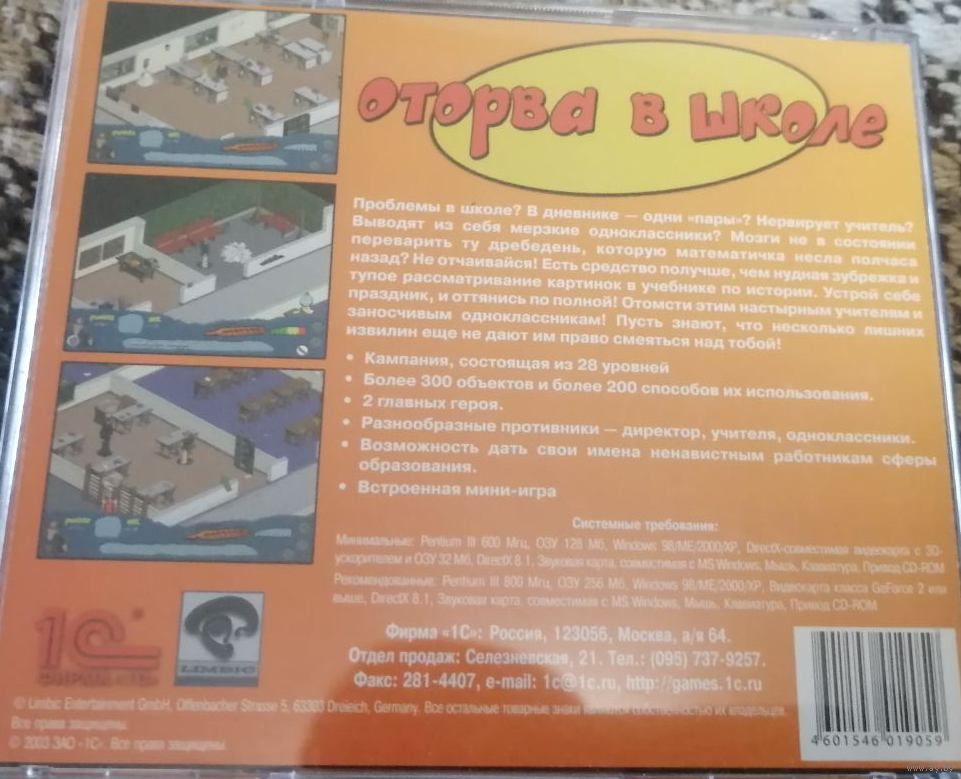 оторва в школе
Проблемы в школе? В дневнике — одни «пары»? Нервирует учитель?
Выводят из себя мерзкие одноклассники? Мозги не в состоянии
переварить ту дребедень, которую математичка несла полчаса
назад? Не отчаивайся! Есть средство получше, чем нудная зубрежка и
тупое рассматривание картинок в учебнике по истории. Устрой себе
праздник, и оттянись по полной! Отомсти этим настырным учителям и
заносчивым одноклассникам! Пусть знают, что несколько лишних
извилин еще не дают им право смеяться над тобой!
• Кампания, состоящая из 28 уровней
• Более 300 объектов и более 200 способов их использования.
• 2 главных героя.
• Разнообразные противники — директор, учителя, одноклассники.
• Возможность дать свои имена ненавистным работникам сферы
образования.
• Встроенная мини-игра
Системные требования:
Минимальные: Pentium III 600 Мгц, ОЗУ 128 Мб, Windows 98/ME/2000/XP, DirectX-совместимая видеокарта с 3D-
ускорителем и ОЗУ 32 Мб, DirectX 8.1, Звуковая карта, совместимая с MS Windows, Мышь, Клавиатура, Привод CD-ROM
Рекомендованные: Pentium III 800 Мгц, ОЗУ 256 Мб, Windows 98/ME/2000/XP, Видеокарта класса GeForce 2 или
выше, DirectX 8.1, Звуковая карта, совместимая с MS Windows, Мышь, Клавиатура, Привод CD-ROM
1С
ФИРМА «1С»
LIMBIC
Фирма «1С»: Россия, 123056, Москва, а/я 64.
Отдел продаж: Селезневская, 21. Тел.: (095) 737-9257.
Факс: 281-4407, e-mail: 1c@1c.ru, http://games.1c.ru
© Limbic Entertainment GmbH, Offenbacher Strasse 5, 63303 Dreieich, Germany. Все остальные товарные знаки являются собственностью их владельцев.
Все права защищены.
© 2003 ЗАО «1С». Все права защищены.
4 601546 019059
www.ay.by